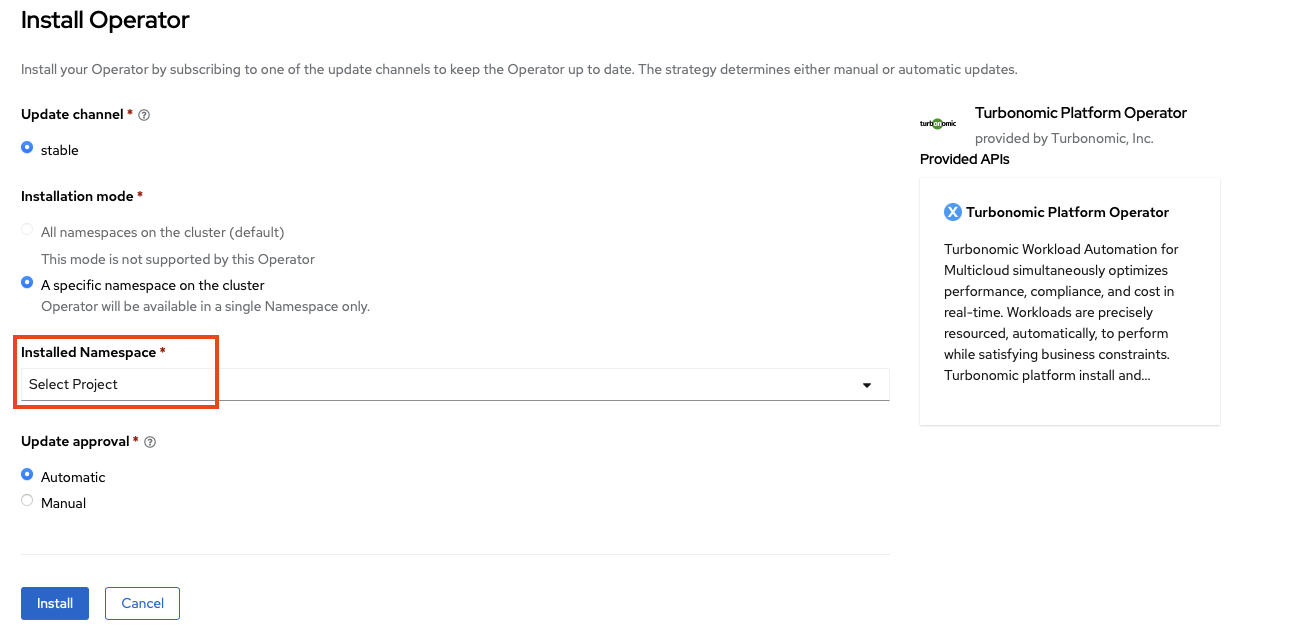 Install Operator
Install your Operator by subscribing to one of the update channels to keep the Operator up to date. The strategy determines either manual or automatic updates.
Update channel *
stable
Installation mode *
All namespaces on the cluster (default)
This mode is not supported by this Operator
A specific namespace on the cluster
Operator will be available in a single Namespace only.
Installed Namespace *
Select Project
Update approval *
Automatic
Manual
Install
Cancel
turbonomic
Turbonomic Platform Operator
provided by Turbonomic, Inc.
Provided APIs
X Turbonomic Platform Operator
Turbonomic Workload Automation for
Multicloud simultaneously optimizes
performance, compliance, and cost in
real-time. Workloads are precisely
resourced, automatically, to perform
while satisfying business constraints.
Turbonomic platform install and...